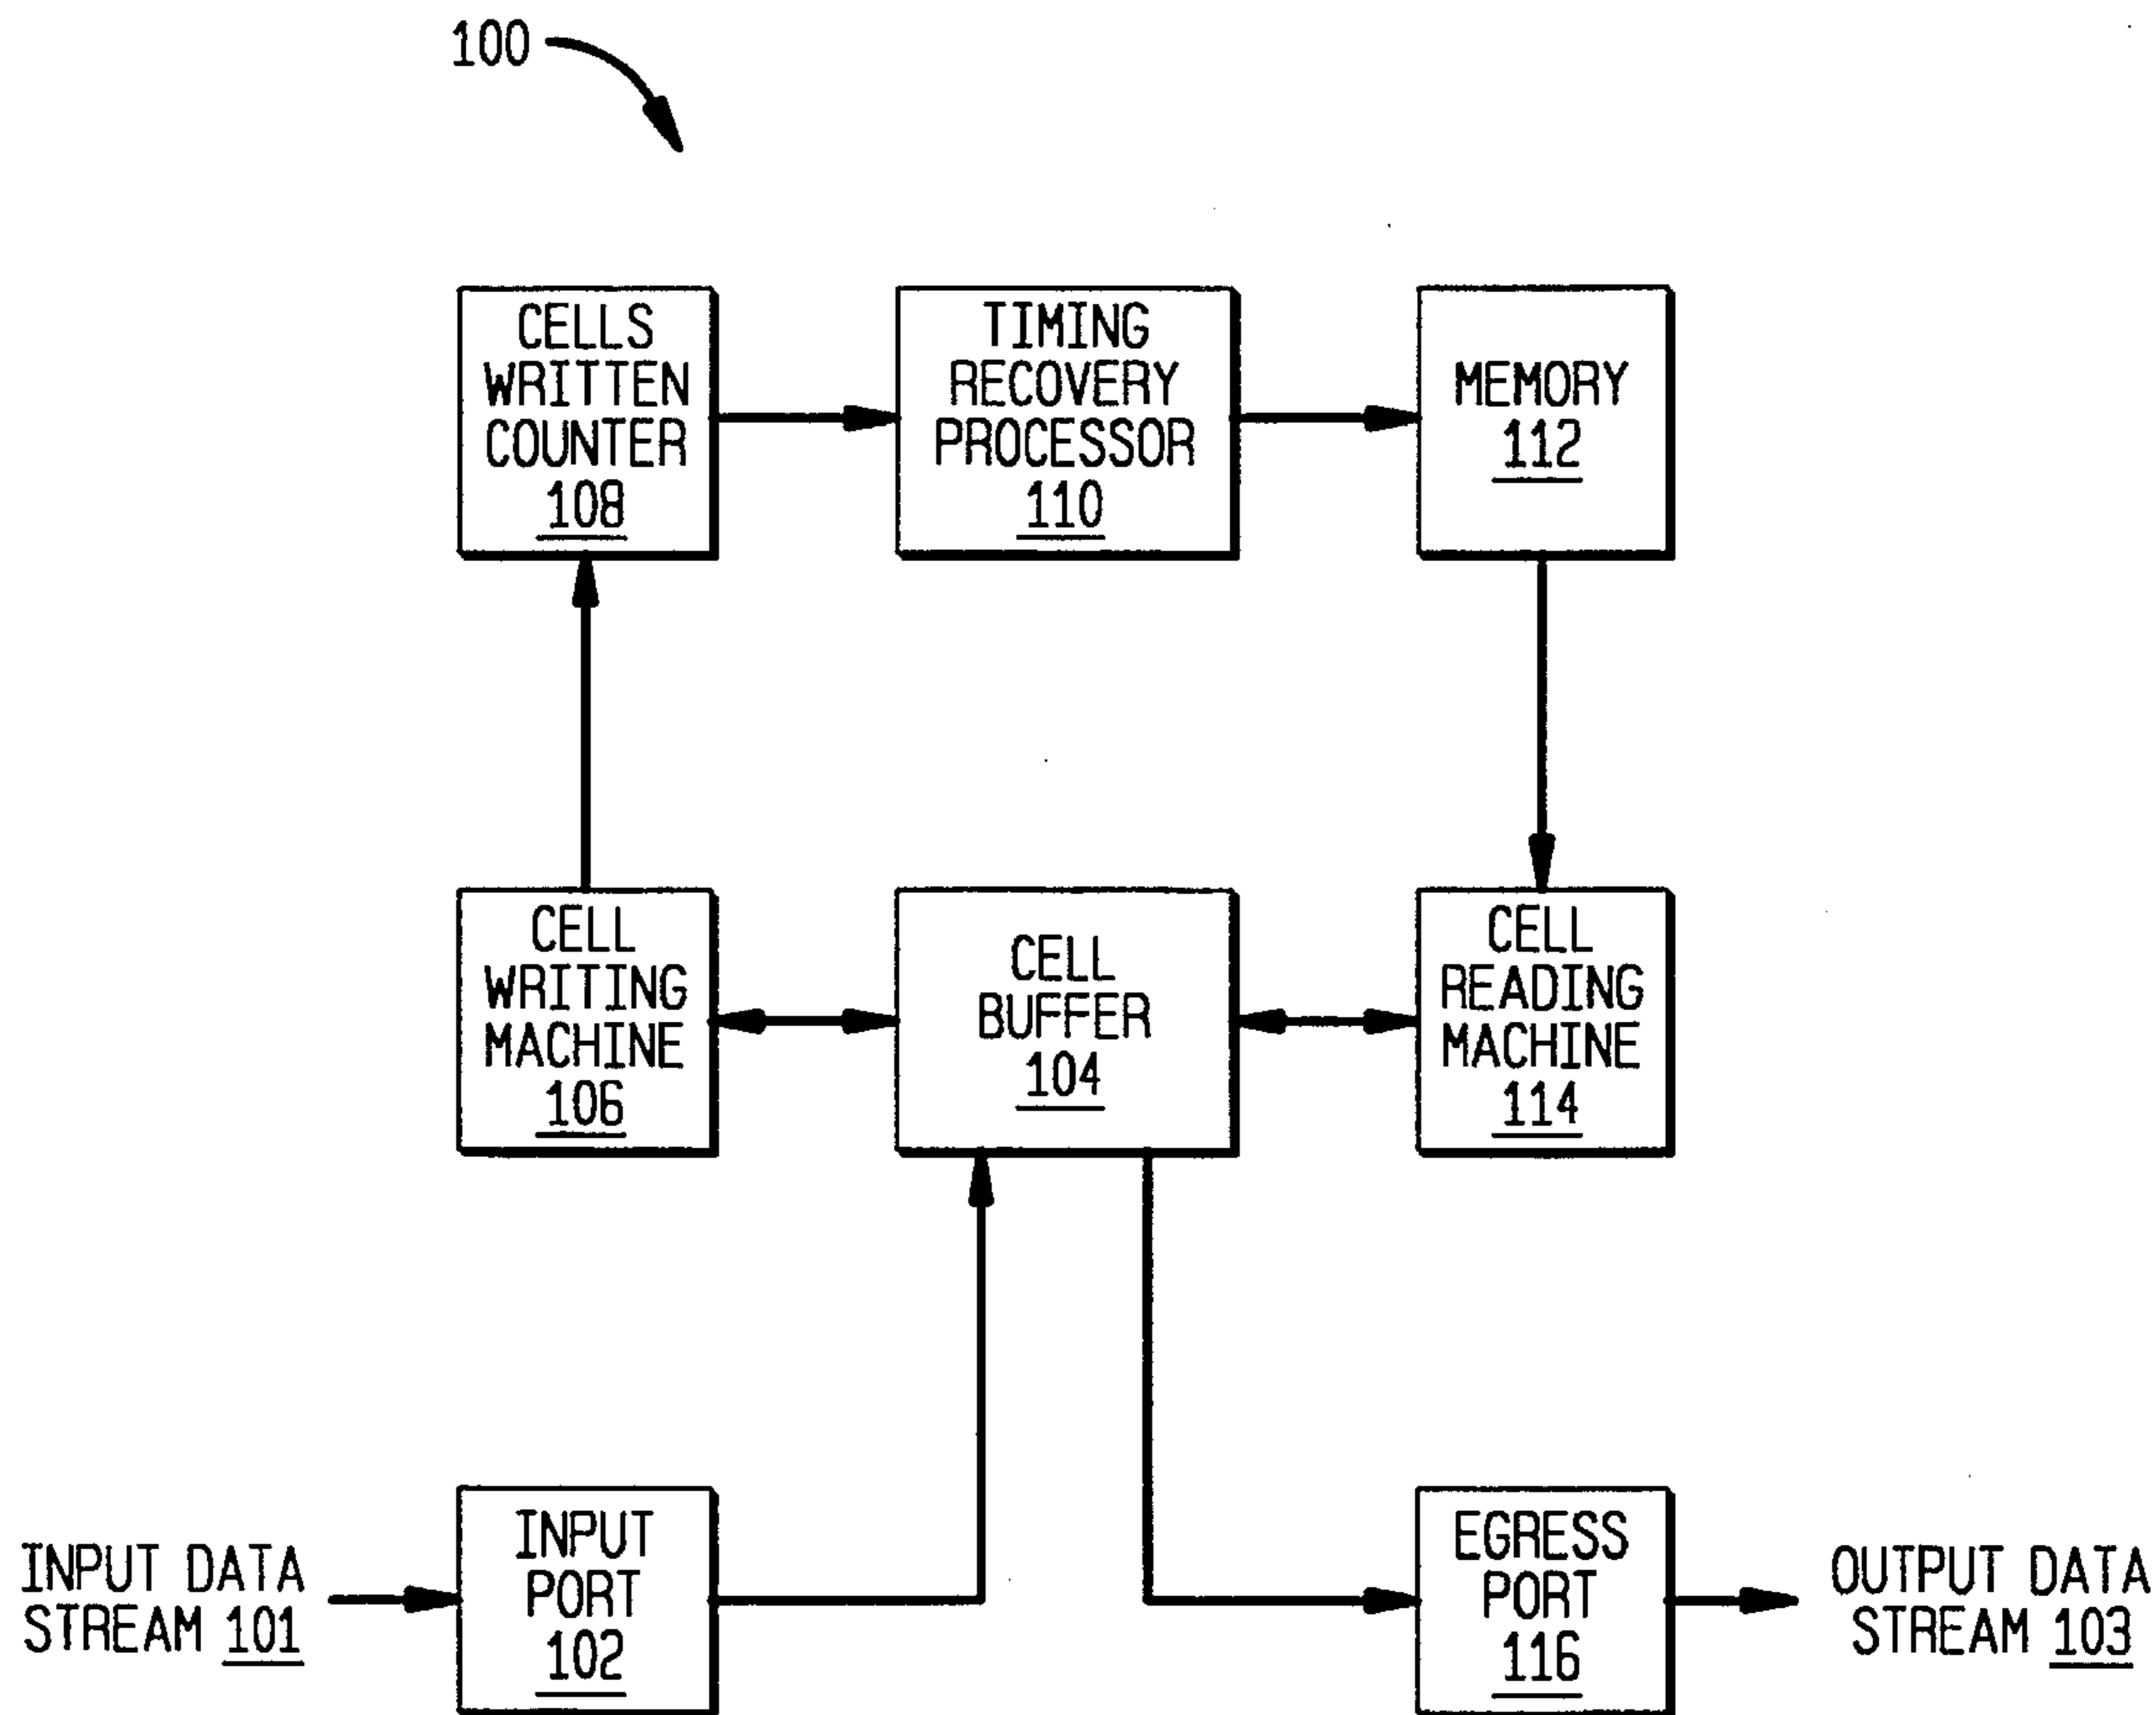 100
CELLS
WRITTEN
COUNTER
108
TIMING
RECOVERY
PROCESSOR
110
MEMORY
112
CELL
WRITING
MACHINE
106
CELL
BUFFER
104
CELL
READING
MACHINE
114
INPUT DATA
STREAM 101
INPUT
PORT
102
EGRESS
PORT
116
OUTPUT DATA
STREAM 103